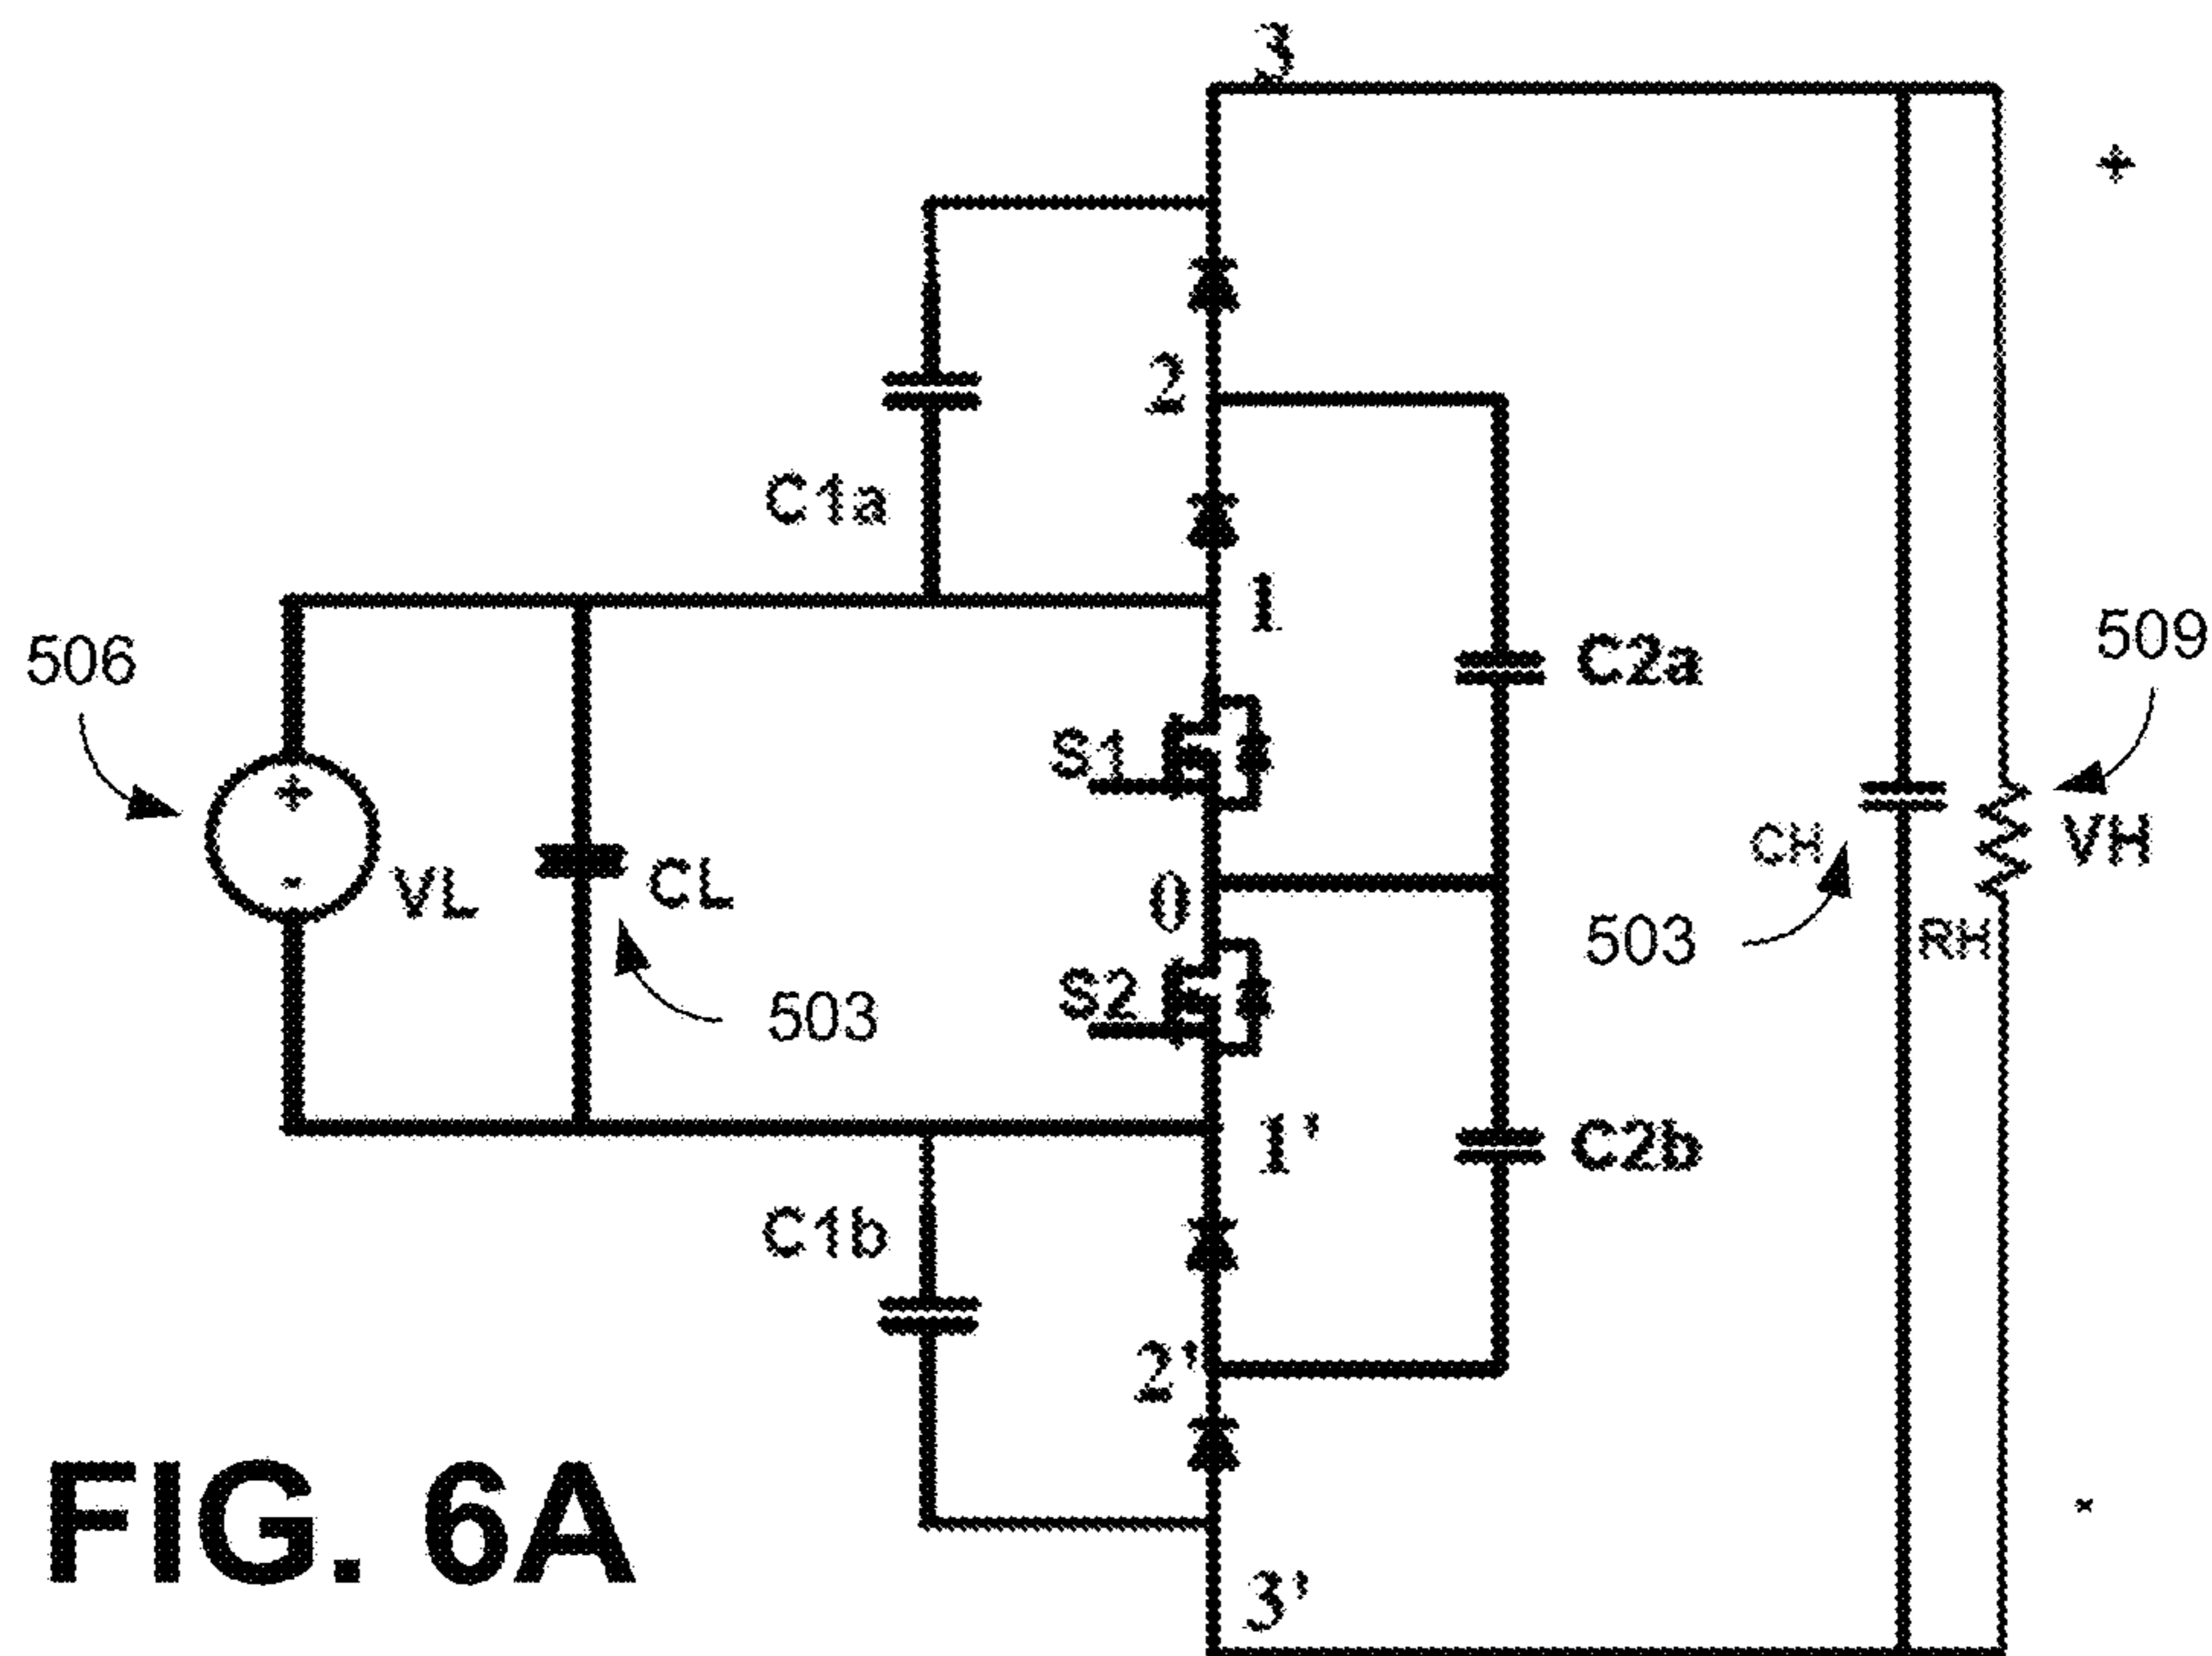 3
+
2
C1a
1
506
509
C2a
S1
+
-
VL
CL
CH
VH
0
503
RH
S2
503
1'
C2b
C1b
2'
-
3'
FIG. 6A